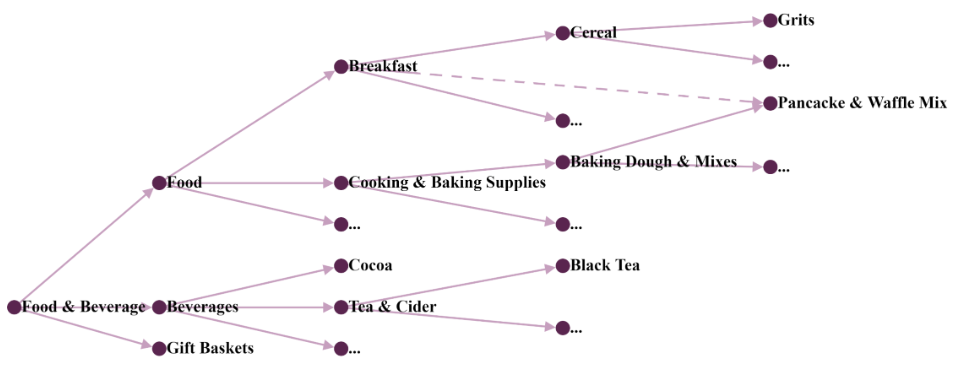 Grits
Cereal
...
Breakfast
Pancacke & Waffle Mix
...
Baking Dough & Mixes
...
Food
Cooking & Baking Supplies
...
...
Cocoa
Black Tea
Food & Beverage
Beverages
Tea & Cider
...
Gift Baskets
...